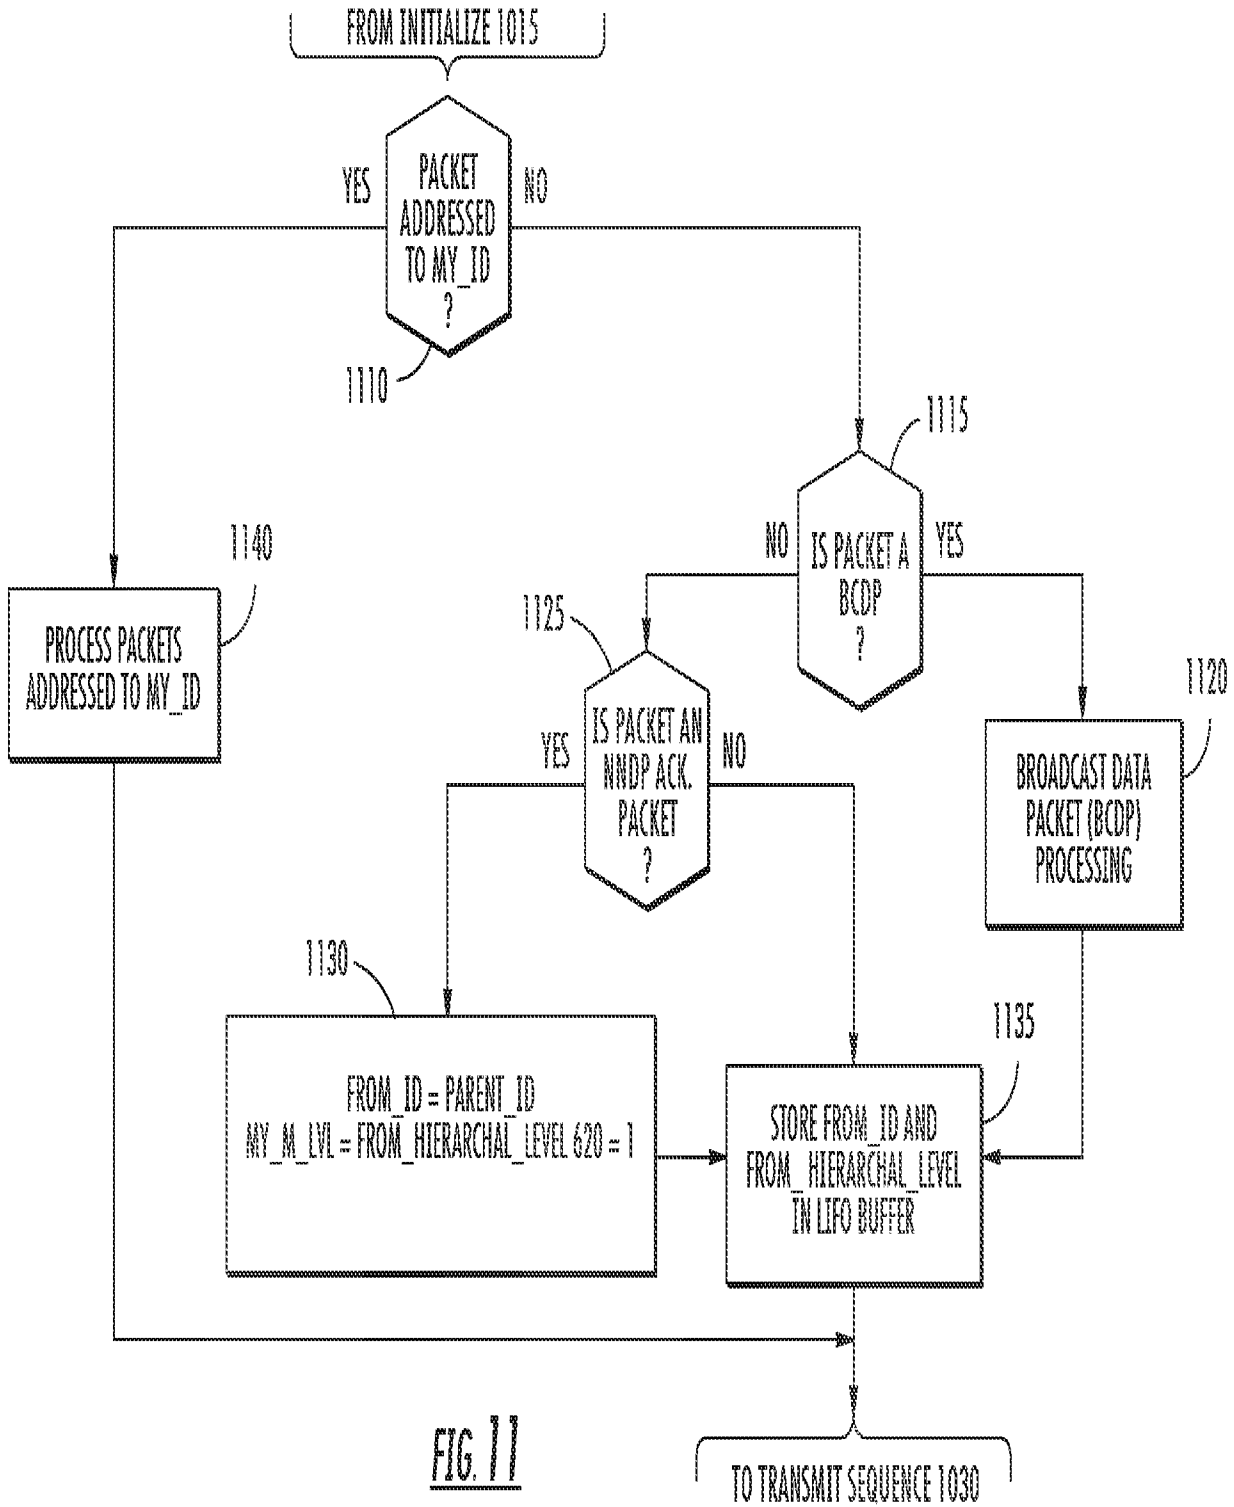 FROM INITIALIZE 1015
YES
PACKET
ADDRESSED
TO MY_ID
?
NO
1110
1115
NO
IS PACKET A
BCDP
?
YES
1140
PROCESS PACKETS
ADDRESSED TO MY_ID
1125
YES
IS PACKET AN
NNDP ACK.
PACKET
?
NO
1120
BROADCAST DATA
PACKET (BCDP)
PROCESSING
1130
FROM_ID = PARENT_ID
MY_M_LVL = FROM_HIERARCHAL_LEVEL 620 = 1
1135
STORE FROM_ID AND
FROM_HIERARCHAL_LEVEL
IN LIFO BUFFER
FIG. 11
TO TRANSMIT SEQUENCE 1030